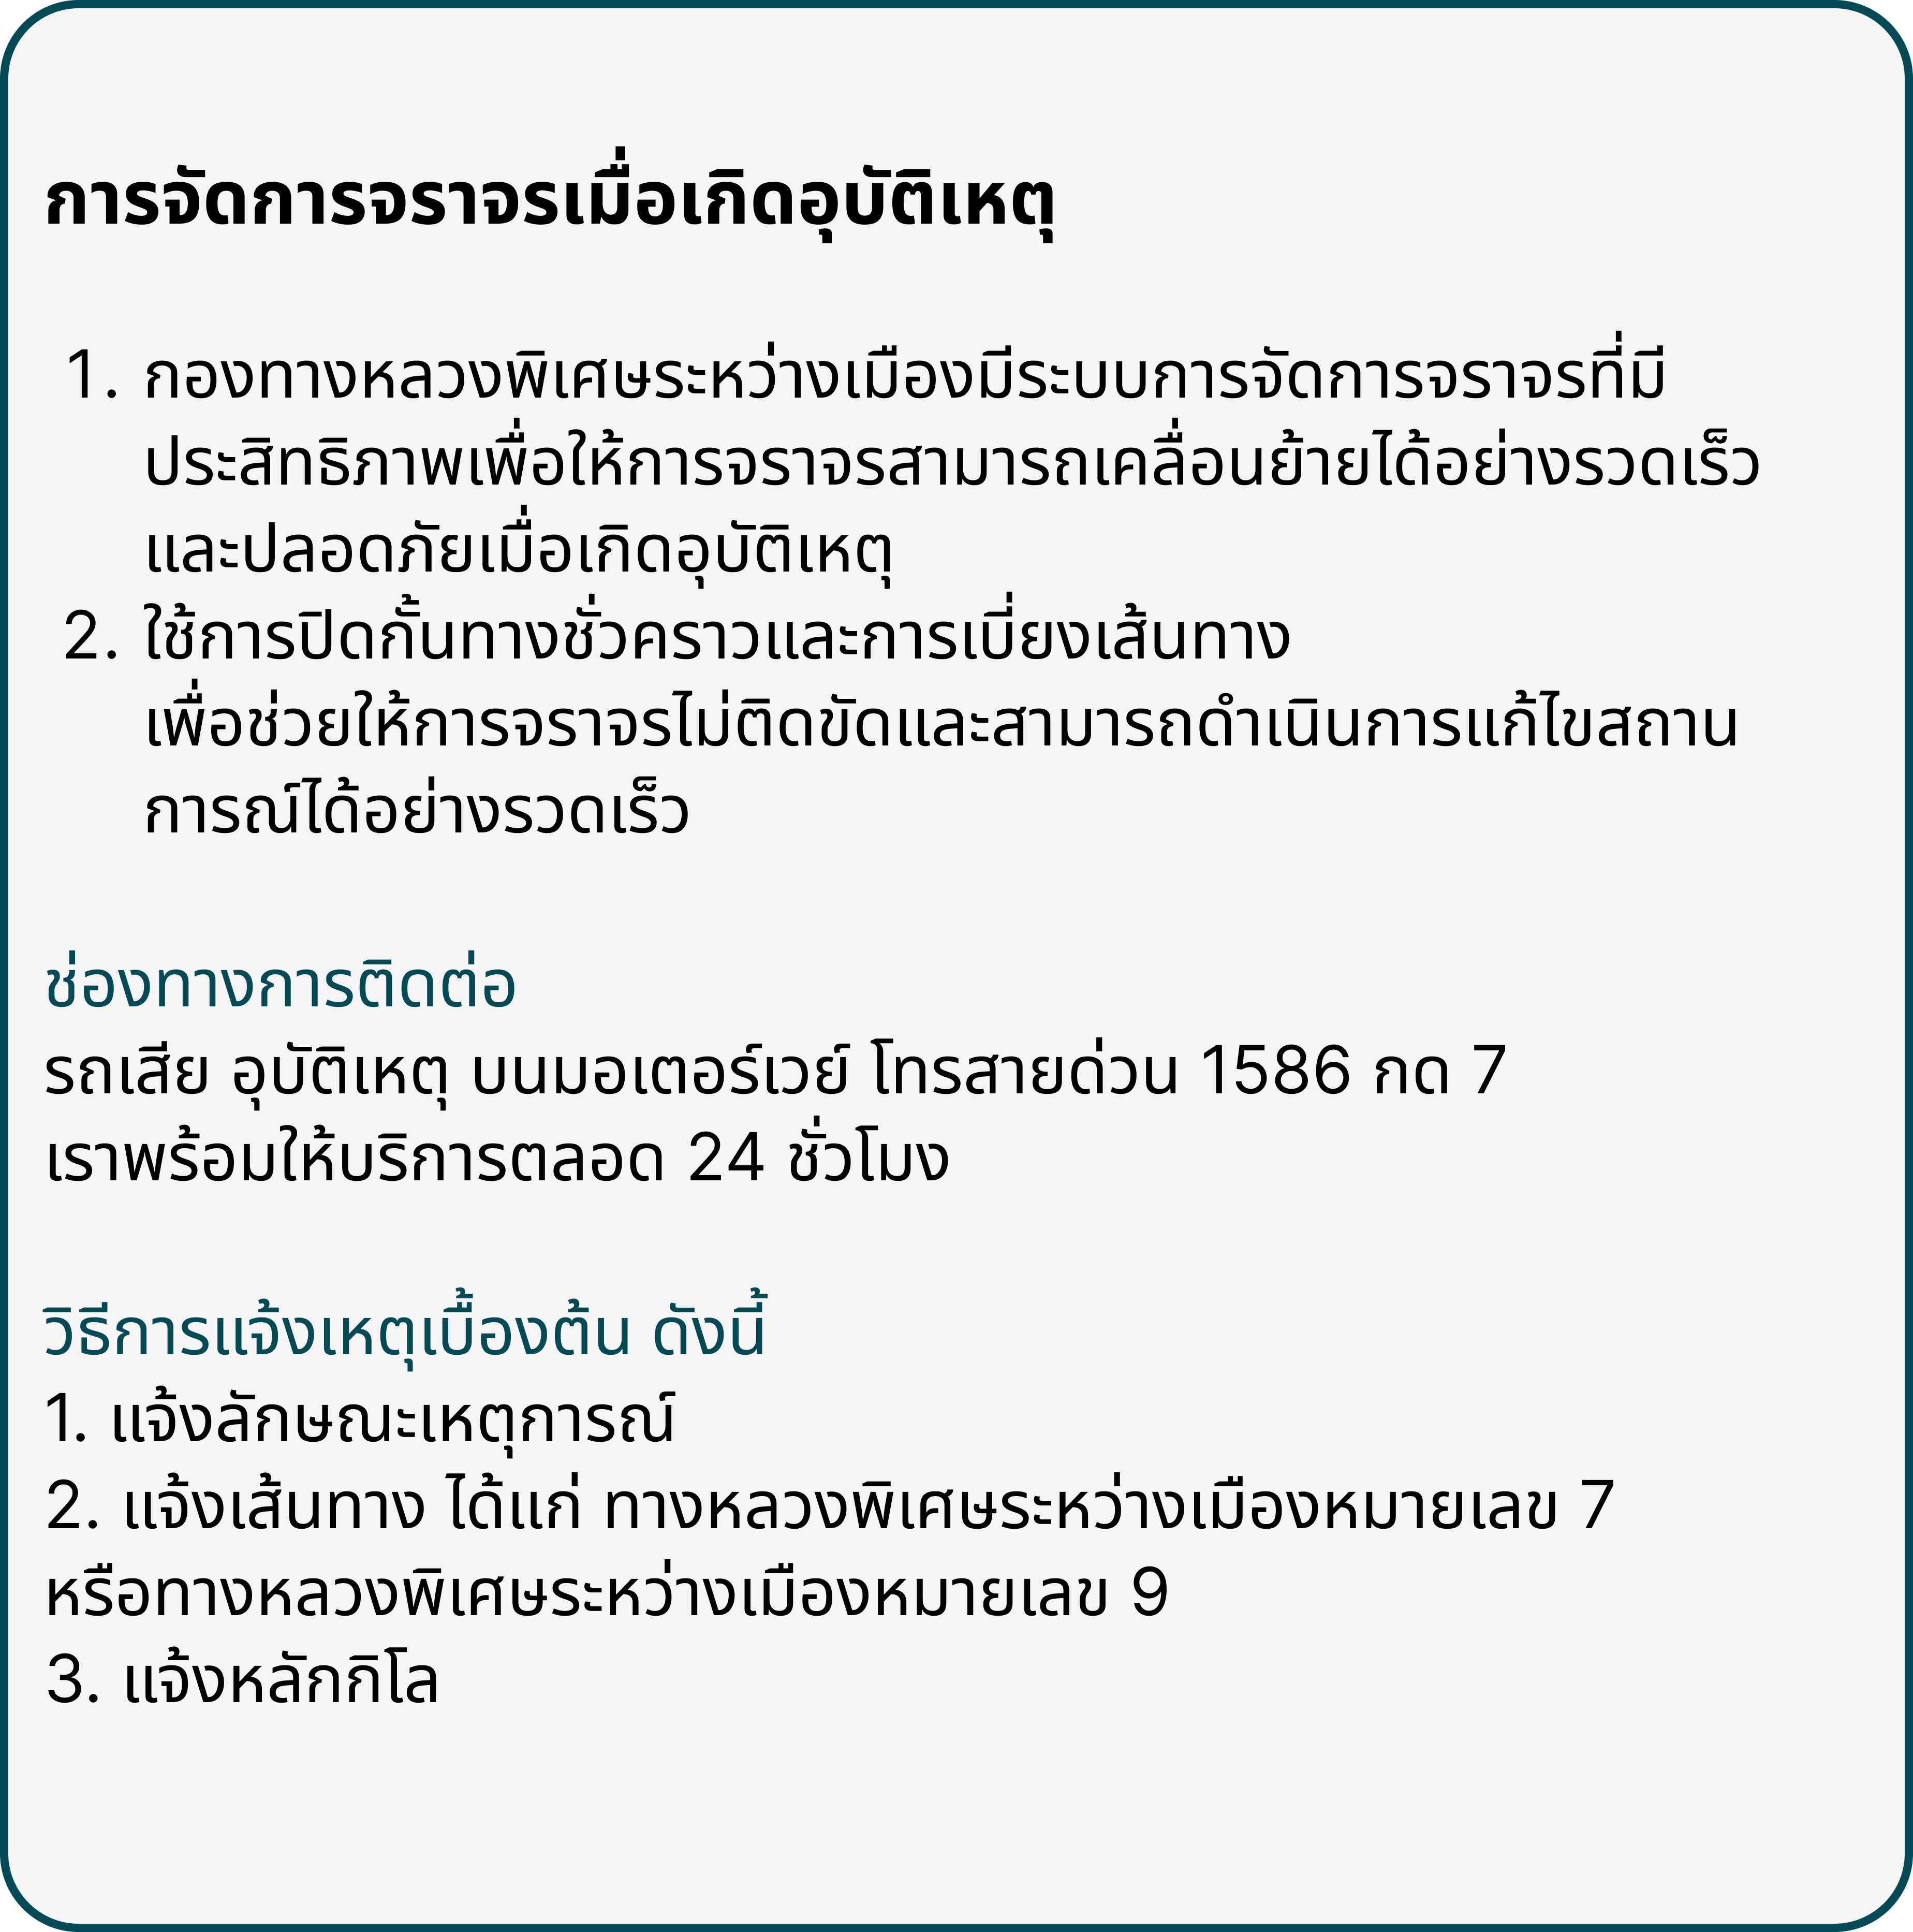 การจัดการจราจรเมื่อเกิดอุบัติเหตุ
1. กองทางหลวงพิเศษระหว่างเมืองมีระบบการจัดการจราจรที่มี
ประสิทธิภาพเพื่อให้การจราจรสามารถเคลื่อนย้ายได้อย่างรวดเร็ว
และปลอดภัยเมื่อเกิดอุบัติเหตุ
2. ใช้การปิดกั้นทางชั่วคราวและการเบี่ยงเส้นทาง
เพื่อช่วยให้การจราจรไม่ติดขัดและสามารถดำเนินการแก้ไขสถาน
การณ์ได้อย่างรวดเร็ว
ช่องทางการติดต่อ
รถเสีย อุบัติเหตุ บนมอเตอร์เวย์ โทรสายด่วน 1586 กด 7
เราพร้อมให้บริการตลอด 24 ชั่วโมง
วิธีการแจ้งเหตุเบื้องต้น ดังนี้
1. แจ้งลักษณะเหตุการณ์
2. แจ้งเส้นทาง ได้แก่ ทางหลวงพิเศษระหว่างเมืองหมายเลข 7
หรือทางหลวงพิเศษระหว่างเมืองหมายเลข 9
3. แจ้งหลักกิโล